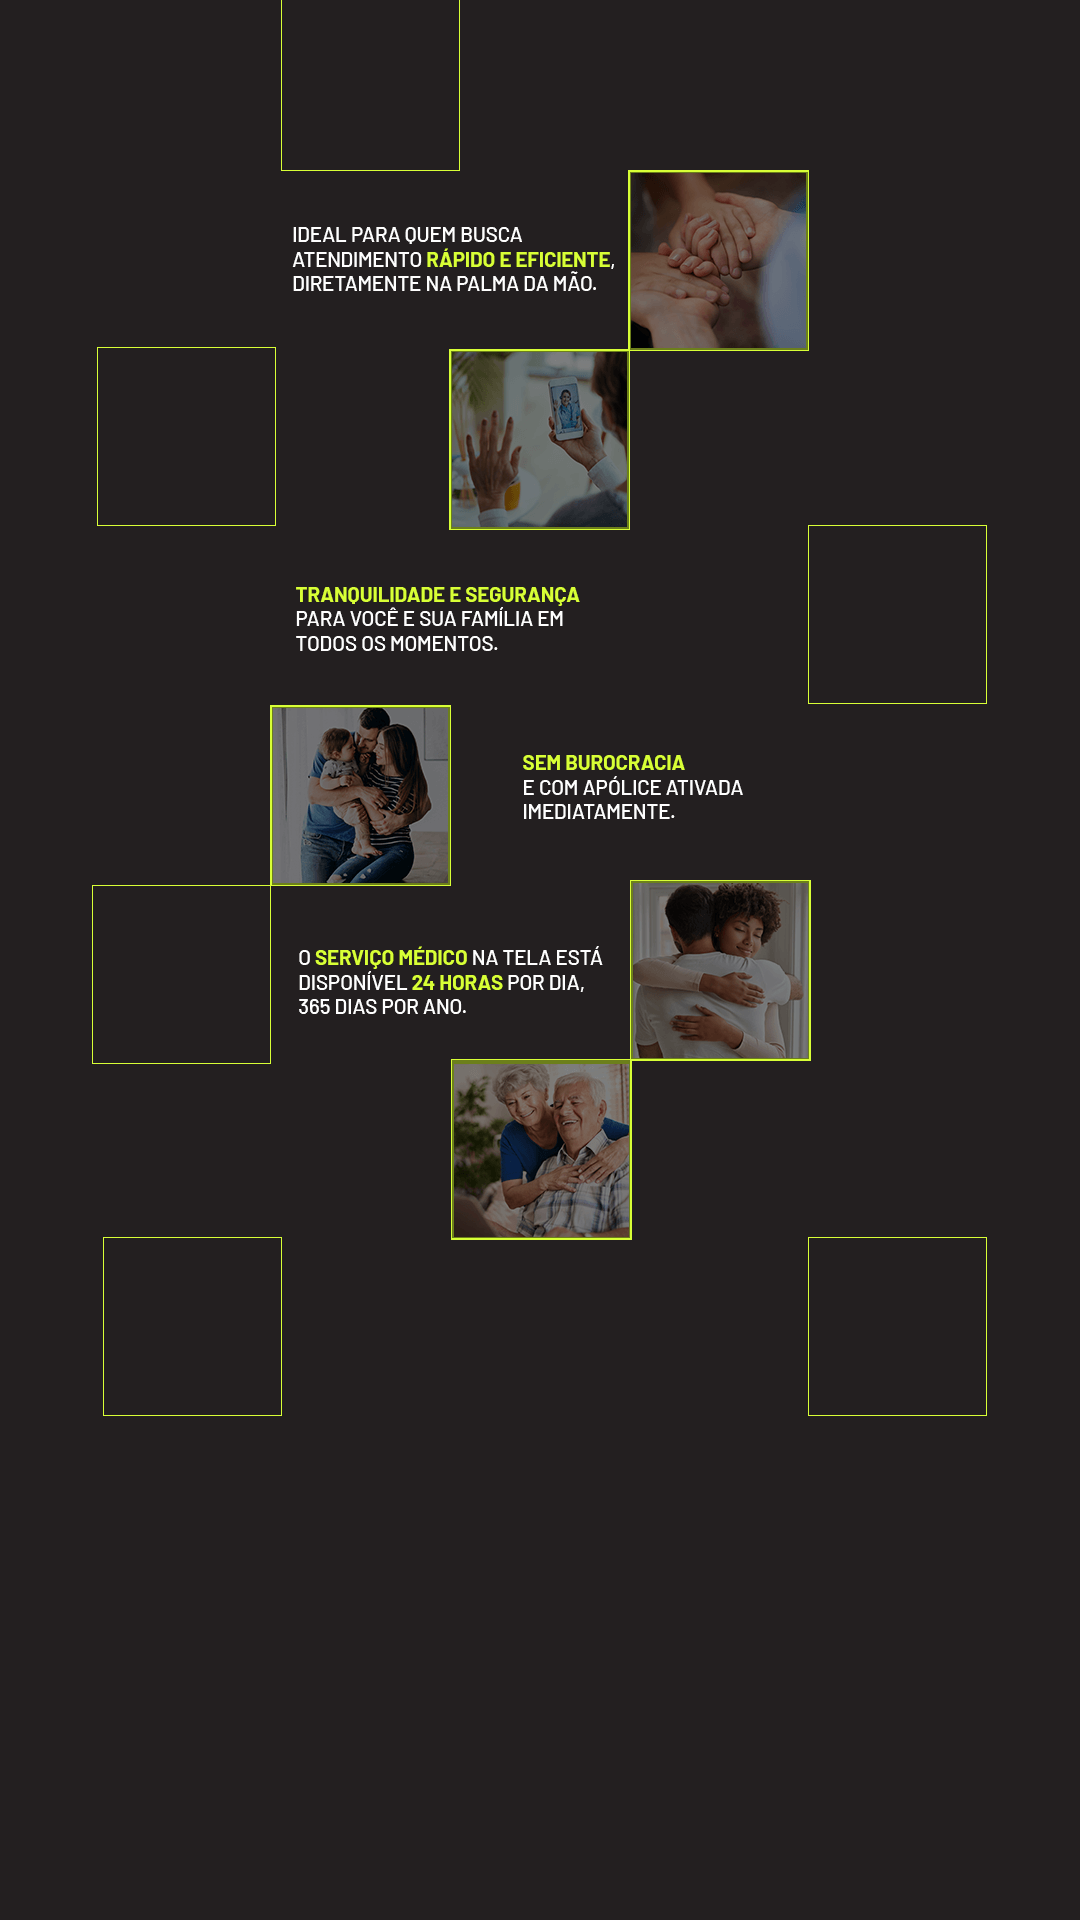 IDEAL PARA QUEM BUSCA
ATENDIMENTO RÁPIDO E EFICIENTE,
DIRETAMENTE NA PALMA DA MÃO.
TRANQUILIDADE E SEGURANÇA
PARA VOCÊ E SUA FAMÍLIA EM
TODOS OS MOMENTOS.
SEM BUROCRACIA
E COM APÓLICE ATIVADA
IMEDIATAMENTE.
O SERVIÇO MÉDICO NA TELA ESTÁ
DISPONÍVEL 24 HORAS POR DIA,
365 DIAS POR ANO.